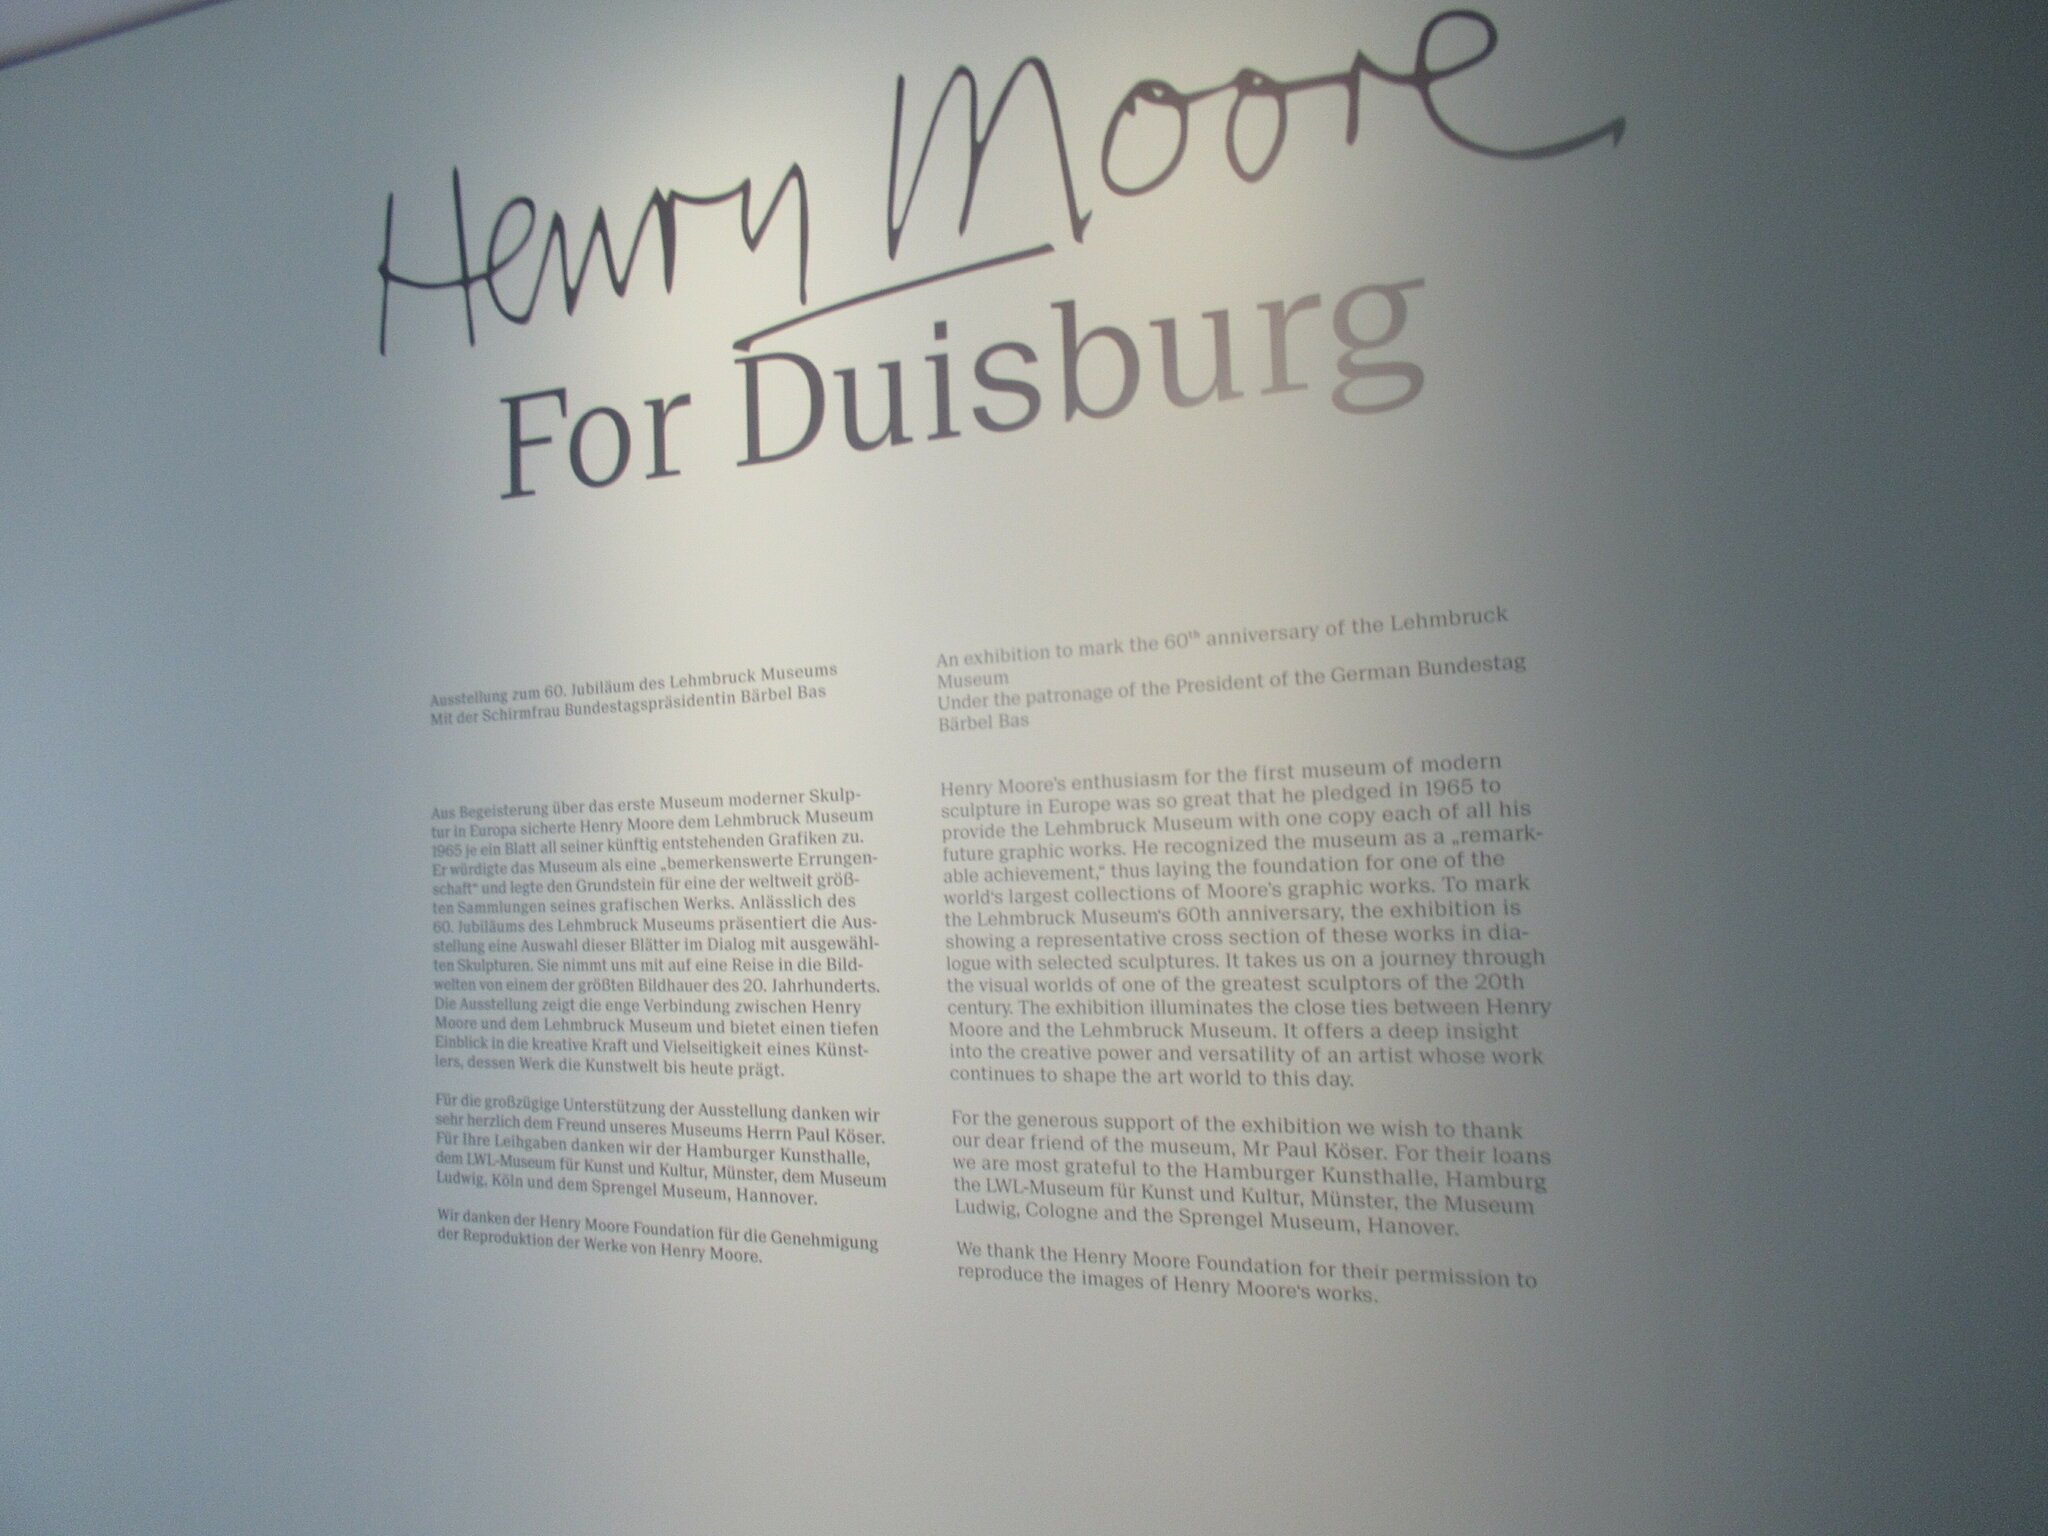 Henry Moore
For Duisburg
Ausstellung zum 60. Jubiläum des Lehmbruck Museums
Mit der Schirmfrau Bundestagspräsidentin Bärbel Bas
Aus Begeisterung über das erste Museum moderner Skulp-
tur in Europa sicherte Henry Moore dem Lehmbruck Museum
1965 je ein Blatt all seiner künftig entstehenden Grafiken zu.
Er würdigte das Museum als eine „bemerkenswerte Errungen-
schaft“ und legte den Grundstein für eine der weltweit größ-
ten Sammlungen seines grafischen Werks. Anlässlich des
60. Jubiläums des Lehmbruck Museums präsentiert die Aus-
stellung eine Auswahl dieser Blätter im Dialog mit ausgewähl-
ten Skulpturen. Sie nimmt uns mit auf eine Reise in die Bild-
welten von einem der größten Bildhauer des 20. Jahrhunderts.
Die Ausstellung zeigt die enge Verbindung zwischen Henry
Moore und dem Lehmbruck Museum und bietet einen tiefen
Einblick in die kreative Kraft und Vielseitigkeit eines Künst-
lers, dessen Werk die Kunstwelt bis heute prägt.
Für die großzügige Unterstützung der Ausstellung danken wir
sehr herzlich dem Freund unseres Museums Herrn Paul Köser.
Für Ihre Leihgaben danken wir der Hamburger Kunsthalle,
dem LWL-Museum für Kunst und Kultur, Münster, dem Museum
Ludwig, Köln und dem Sprengel Museum, Hannover.
Wir danken der Henry Moore Foundation für die Genehmigung
der Reproduktion der Werke von Henry Moore.
An exhibition to mark the 60th anniversary of the Lehmbruck
Museum
Under the patronage of the President of the German Bundestag
Bärbel Bas
Henry Moore's enthusiasm for the first museum of modern
sculpture in Europe was so great that he pledged in 1965 to
provide the Lehmbruck Museum with one copy each of all his
future graphic works. He recognized the museum as a „remark-
able achievement,“ thus laying the foundation for one of the
world‘s largest collections of Moore's graphic works. To mark
the Lehmbruck Museum‘s 60th anniversary, the exhibition is
showing a representative cross section of these works in dia-
logue with selected sculptures. It takes us on a journey through
the visual worlds of one of the greatest sculptors of the 20th
century. The exhibition illuminates the close ties between Henry
Moore and the Lehmbruck Museum. It offers a deep insight
into the creative power and versatility of an artist whose work
continues to shape the art world to this day.
For the generous support of the exhibition we wish to thank
our dear friend of the museum, Mr Paul Köser. For their loans
we are most grateful to the Hamburger Kunsthalle, Hamburg
the LWL-Museum für Kunst und Kultur, Münster, the Museum
Ludwig, Cologne and the Sprengel Museum, Hanover.
We thank the Henry Moore Foundation for their permission to
reproduce the images of Henry Moore‘s works.